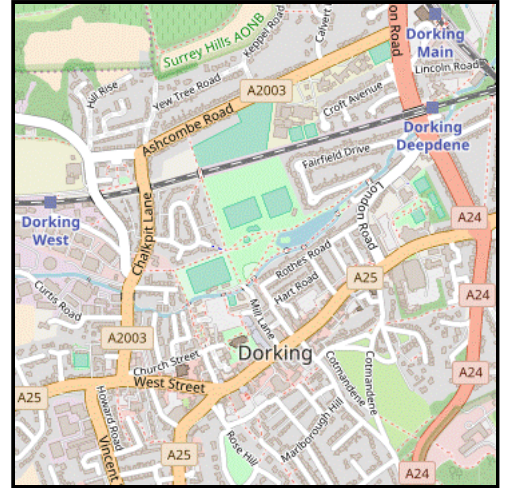 Surrey Hills AONB
Keppel Road
Calvert
on Road
Dorking
Main
Lincoln Road
Hill Rise
Yew Tree Road
A2003
Croft Avenue
Ashcombe Road
Dorking
Deepdene
Fairfield Drive
Dorking
West
Chalkpit Lane
London Road
A24
Rothes Road
Curtis Road
A25
Hart Road
A24
Mill Lane
A2003
Dorking
Church Street
West Street
Cotmandene
Cotmandene
A24
A25
Howard Road
Marlborough Hill
Vincent
Rose Hill
A25
A24